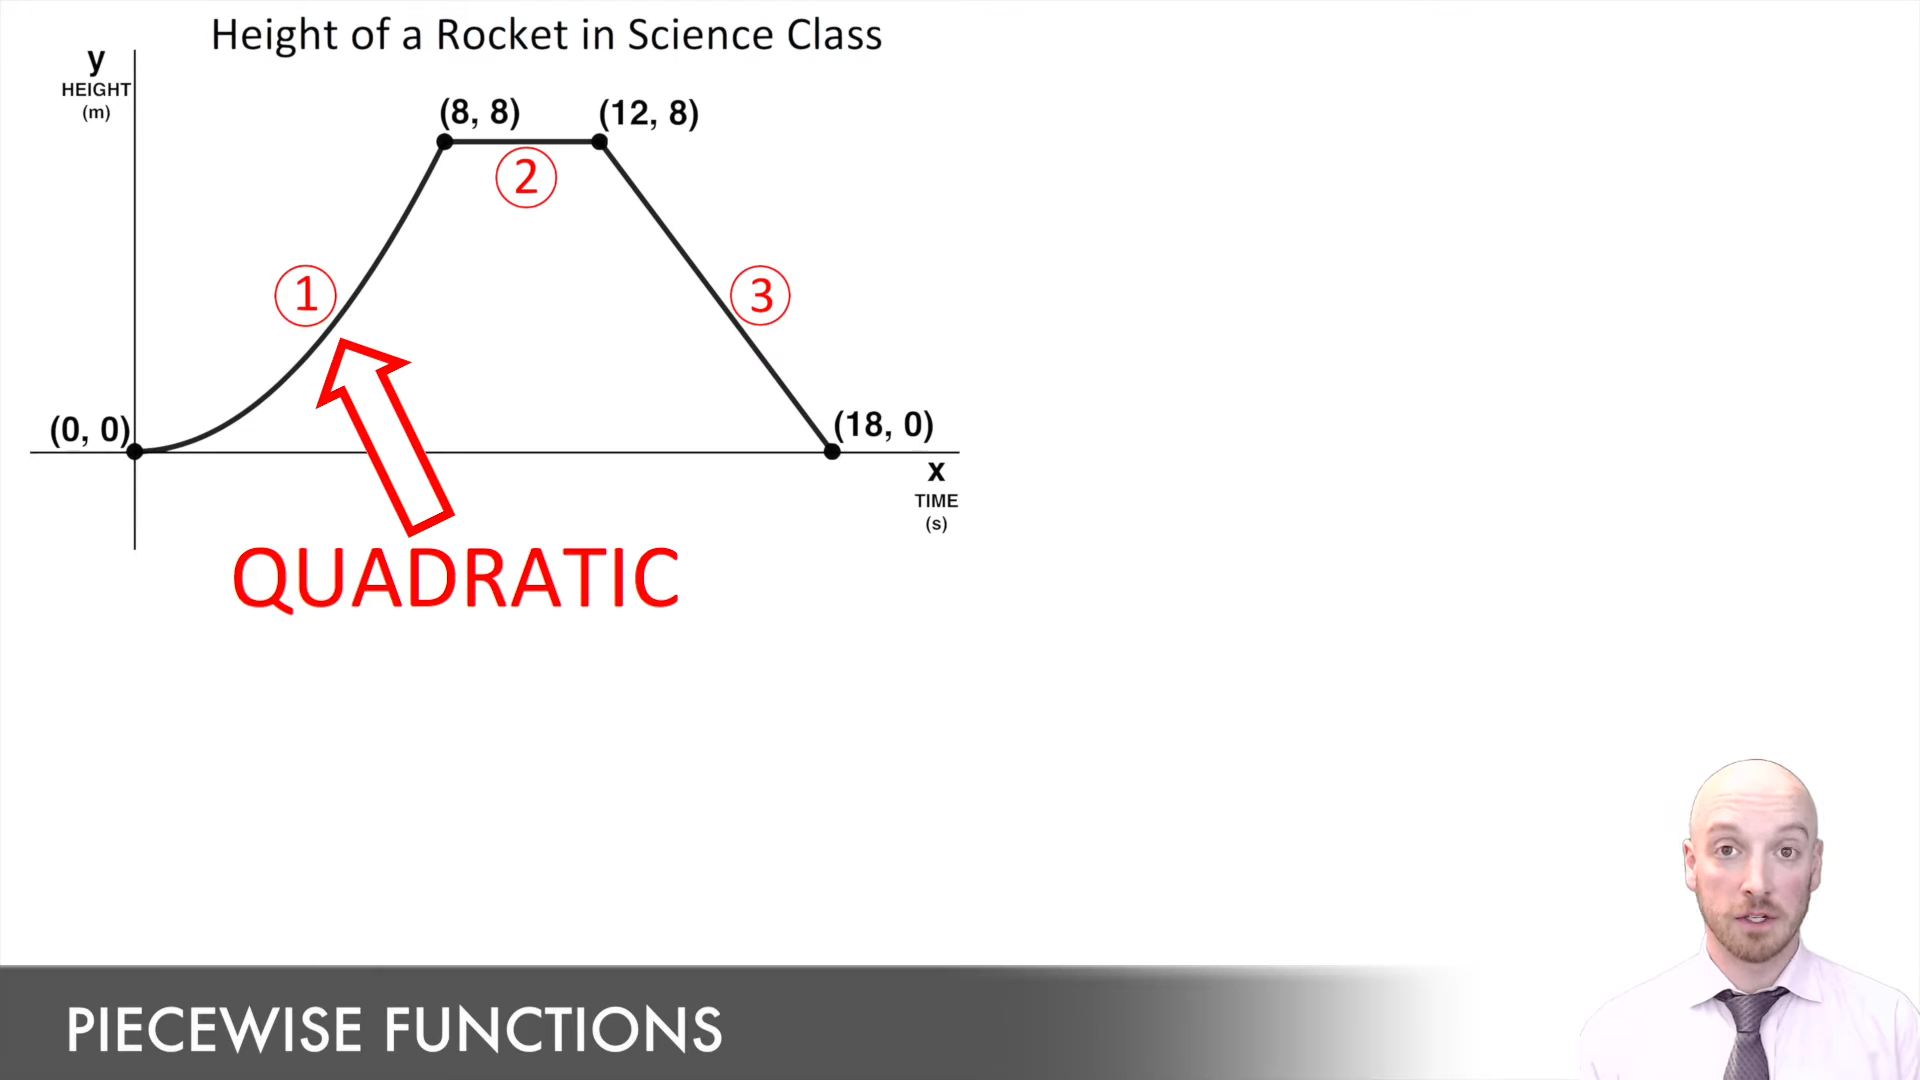 Height of a Rocket in Science Class
y
HEIGHT
(m)
(8, 8)
(12, 8)
2
1
3
(0, 0)
(18, 0)
x
TIME
(s)
QUADRATIC
PIECEWISE FUNCTIONS